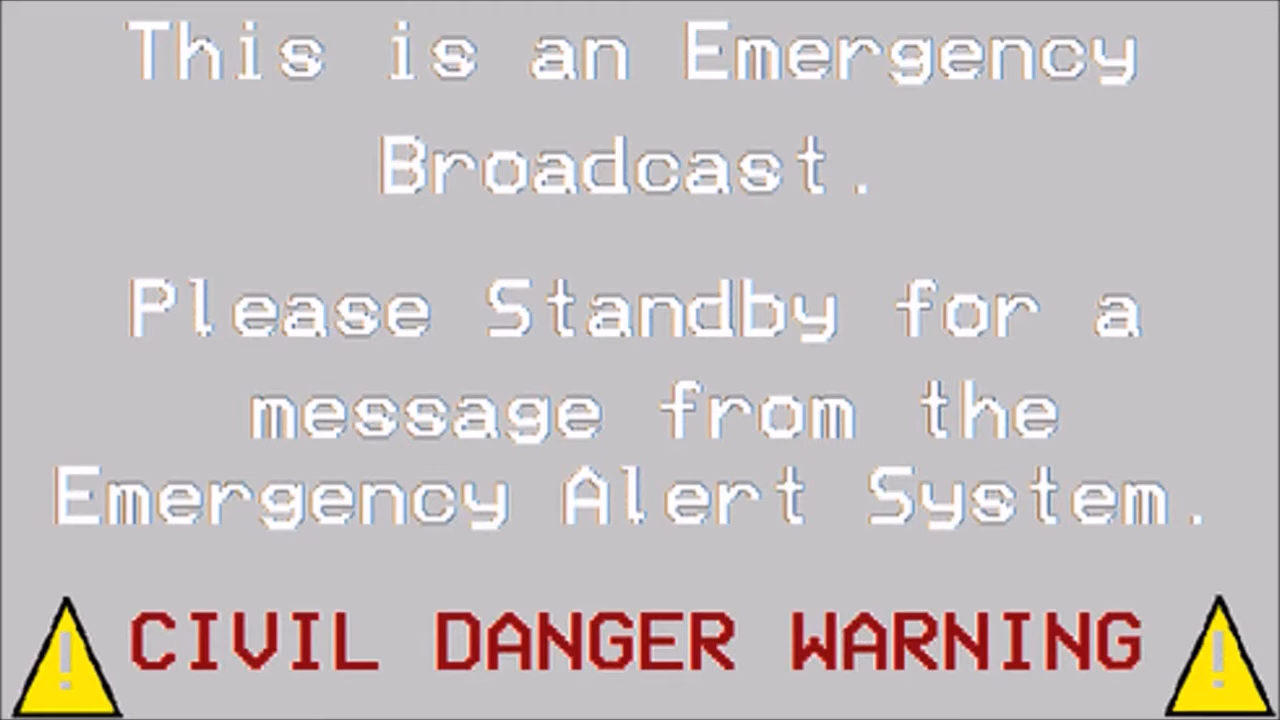 This is an Emergency
Broadcast.
Please Standby for a
message from the
Emergency Alert System.
CIVIL DANGER WARNING